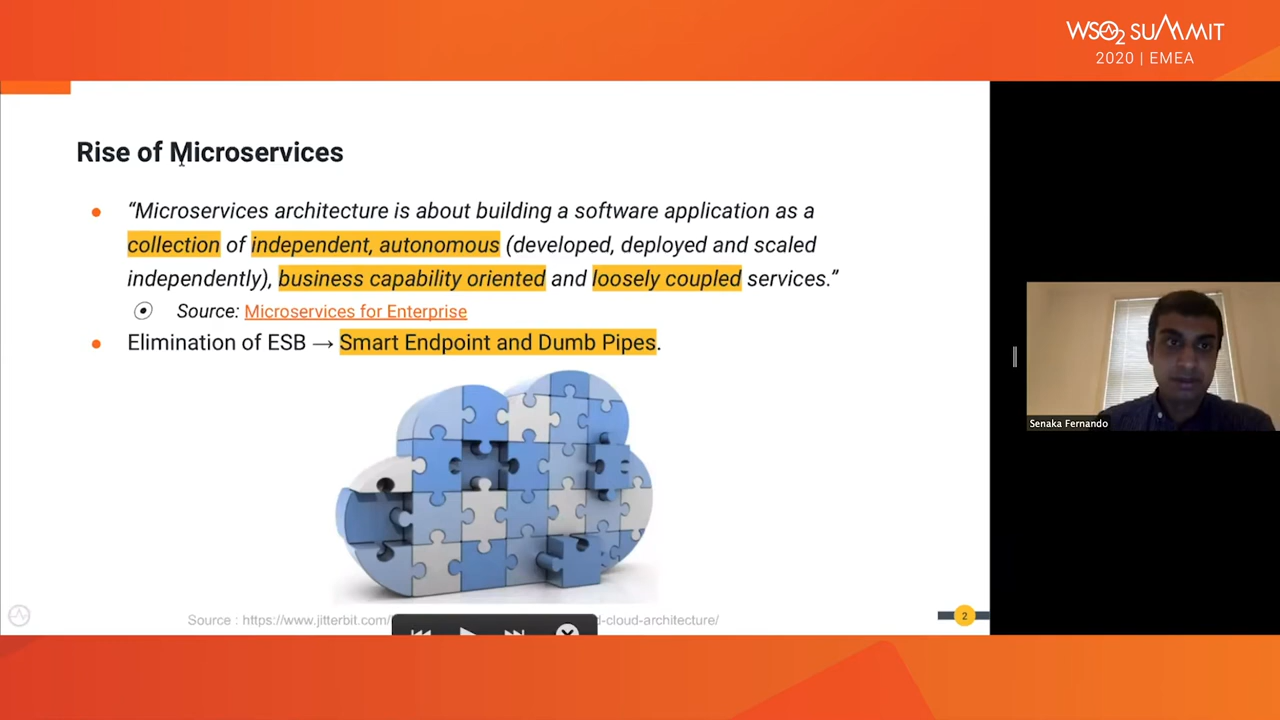 WSO2 SUMMIT
2020 | EMEA
Rise of Microservices
“Microservices architecture is about building a software application as a
collection of independent, autonomous (developed, deployed and scaled
independently), business capability oriented and loosely coupled services.”
Source: Microservices for Enterprise
Elimination of ESB → Smart Endpoint and Dumb Pipes.
Senaka Fernando
Source : https://www.jitterbit.com/
d-cloud-architecture/
2